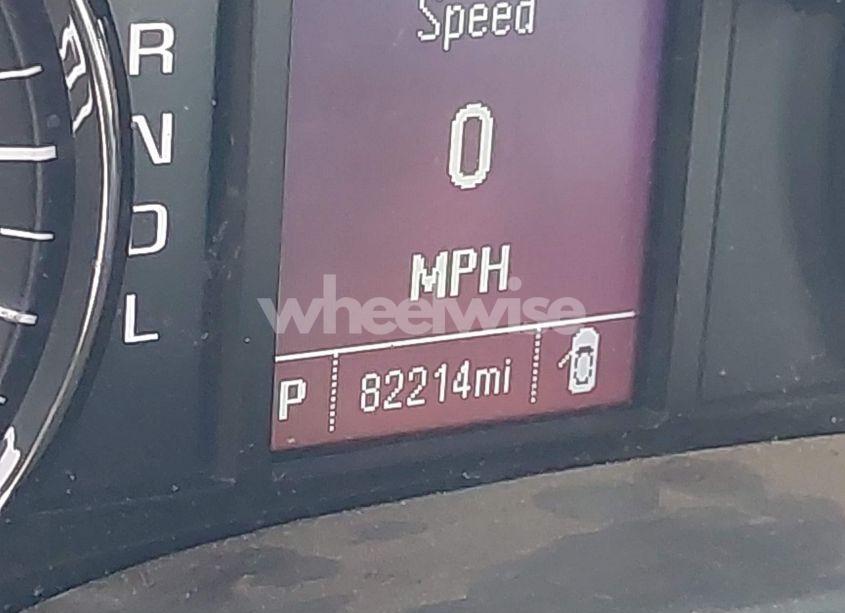 Speed
R
0
N
D
MPH
L
wheelwise
P 82214mi